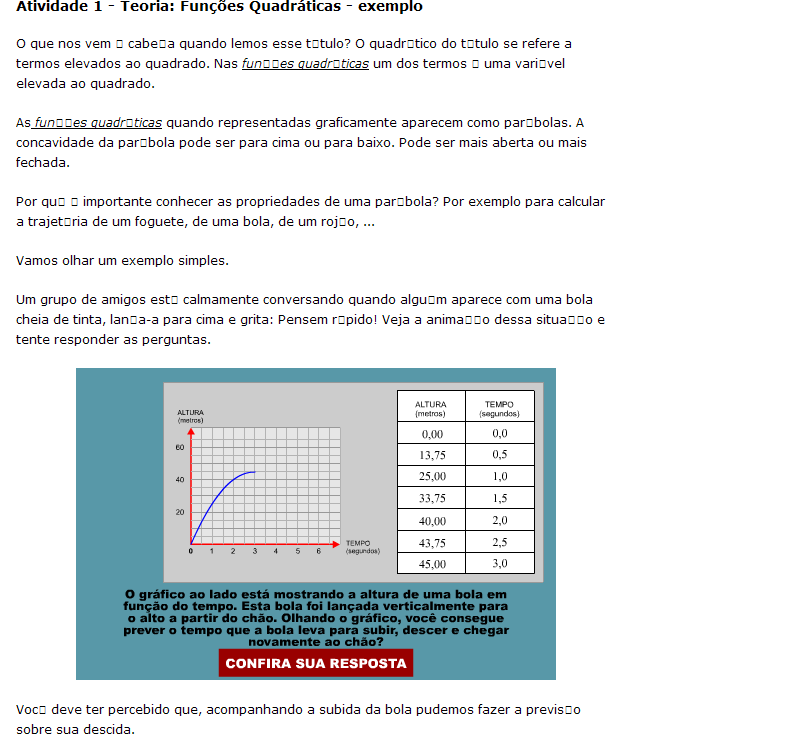 Atividade 1 - Teoria: Funções Quadráticas - exemplo
O que nos vem □ cabe□a quando lemos esse t□tulo? O quadr□tico do t□tulo se refere a
termos elevados ao quadrado. Nas fun□□es quadr□ticas um dos termos □ uma vari□vel
elevada ao quadrado.
As fun□□es quadr□ticas quando representadas graficamente aparecem como par□bolas. A
concavidade da par□bola pode ser para cima ou para baixo. Pode ser mais aberta ou mais
fechada.
Por qu□ □ importante conhecer as propriedades de uma par□bola? Por exemplo para calcular
a trajet□ria de um foguete, de uma bola, de um roj□o, ...
Vamos olhar um exemplo simples.
Um grupo de amigos est□ calmamente conversando quando algu□m aparece com uma bola
cheia de tinta, lan□a-a para cima e grita: Pensem r□pido! Veja a anima□□o dessa situa□□o e
tente responder as perguntas.
ALTURA
(metros)
60
40
20
0 1 2 3 4 5 6
TEMPO
(segundos)
ALTURA TEMPO
(metros) (segundos)
0,00 0,0
13,75 0,5
25,00 1,0
33,75 1,5
40,00 2,0
43,75 2,5
45,00 3,0
O gráfico ao lado está mostrando a altura de uma bola em
função do tempo. Esta bola foi lançada verticalmente para
o alto a partir do chão. Olhando o gráfico, você consegue
prever o tempo que a bola leva para subir, descer e chegar
novamente ao chão?
CONFIRA SUA RESPOSTA
Voc□ deve ter percebido que, acompanhando a subida da bola pudemos fazer a previs□o
sobre sua descida.